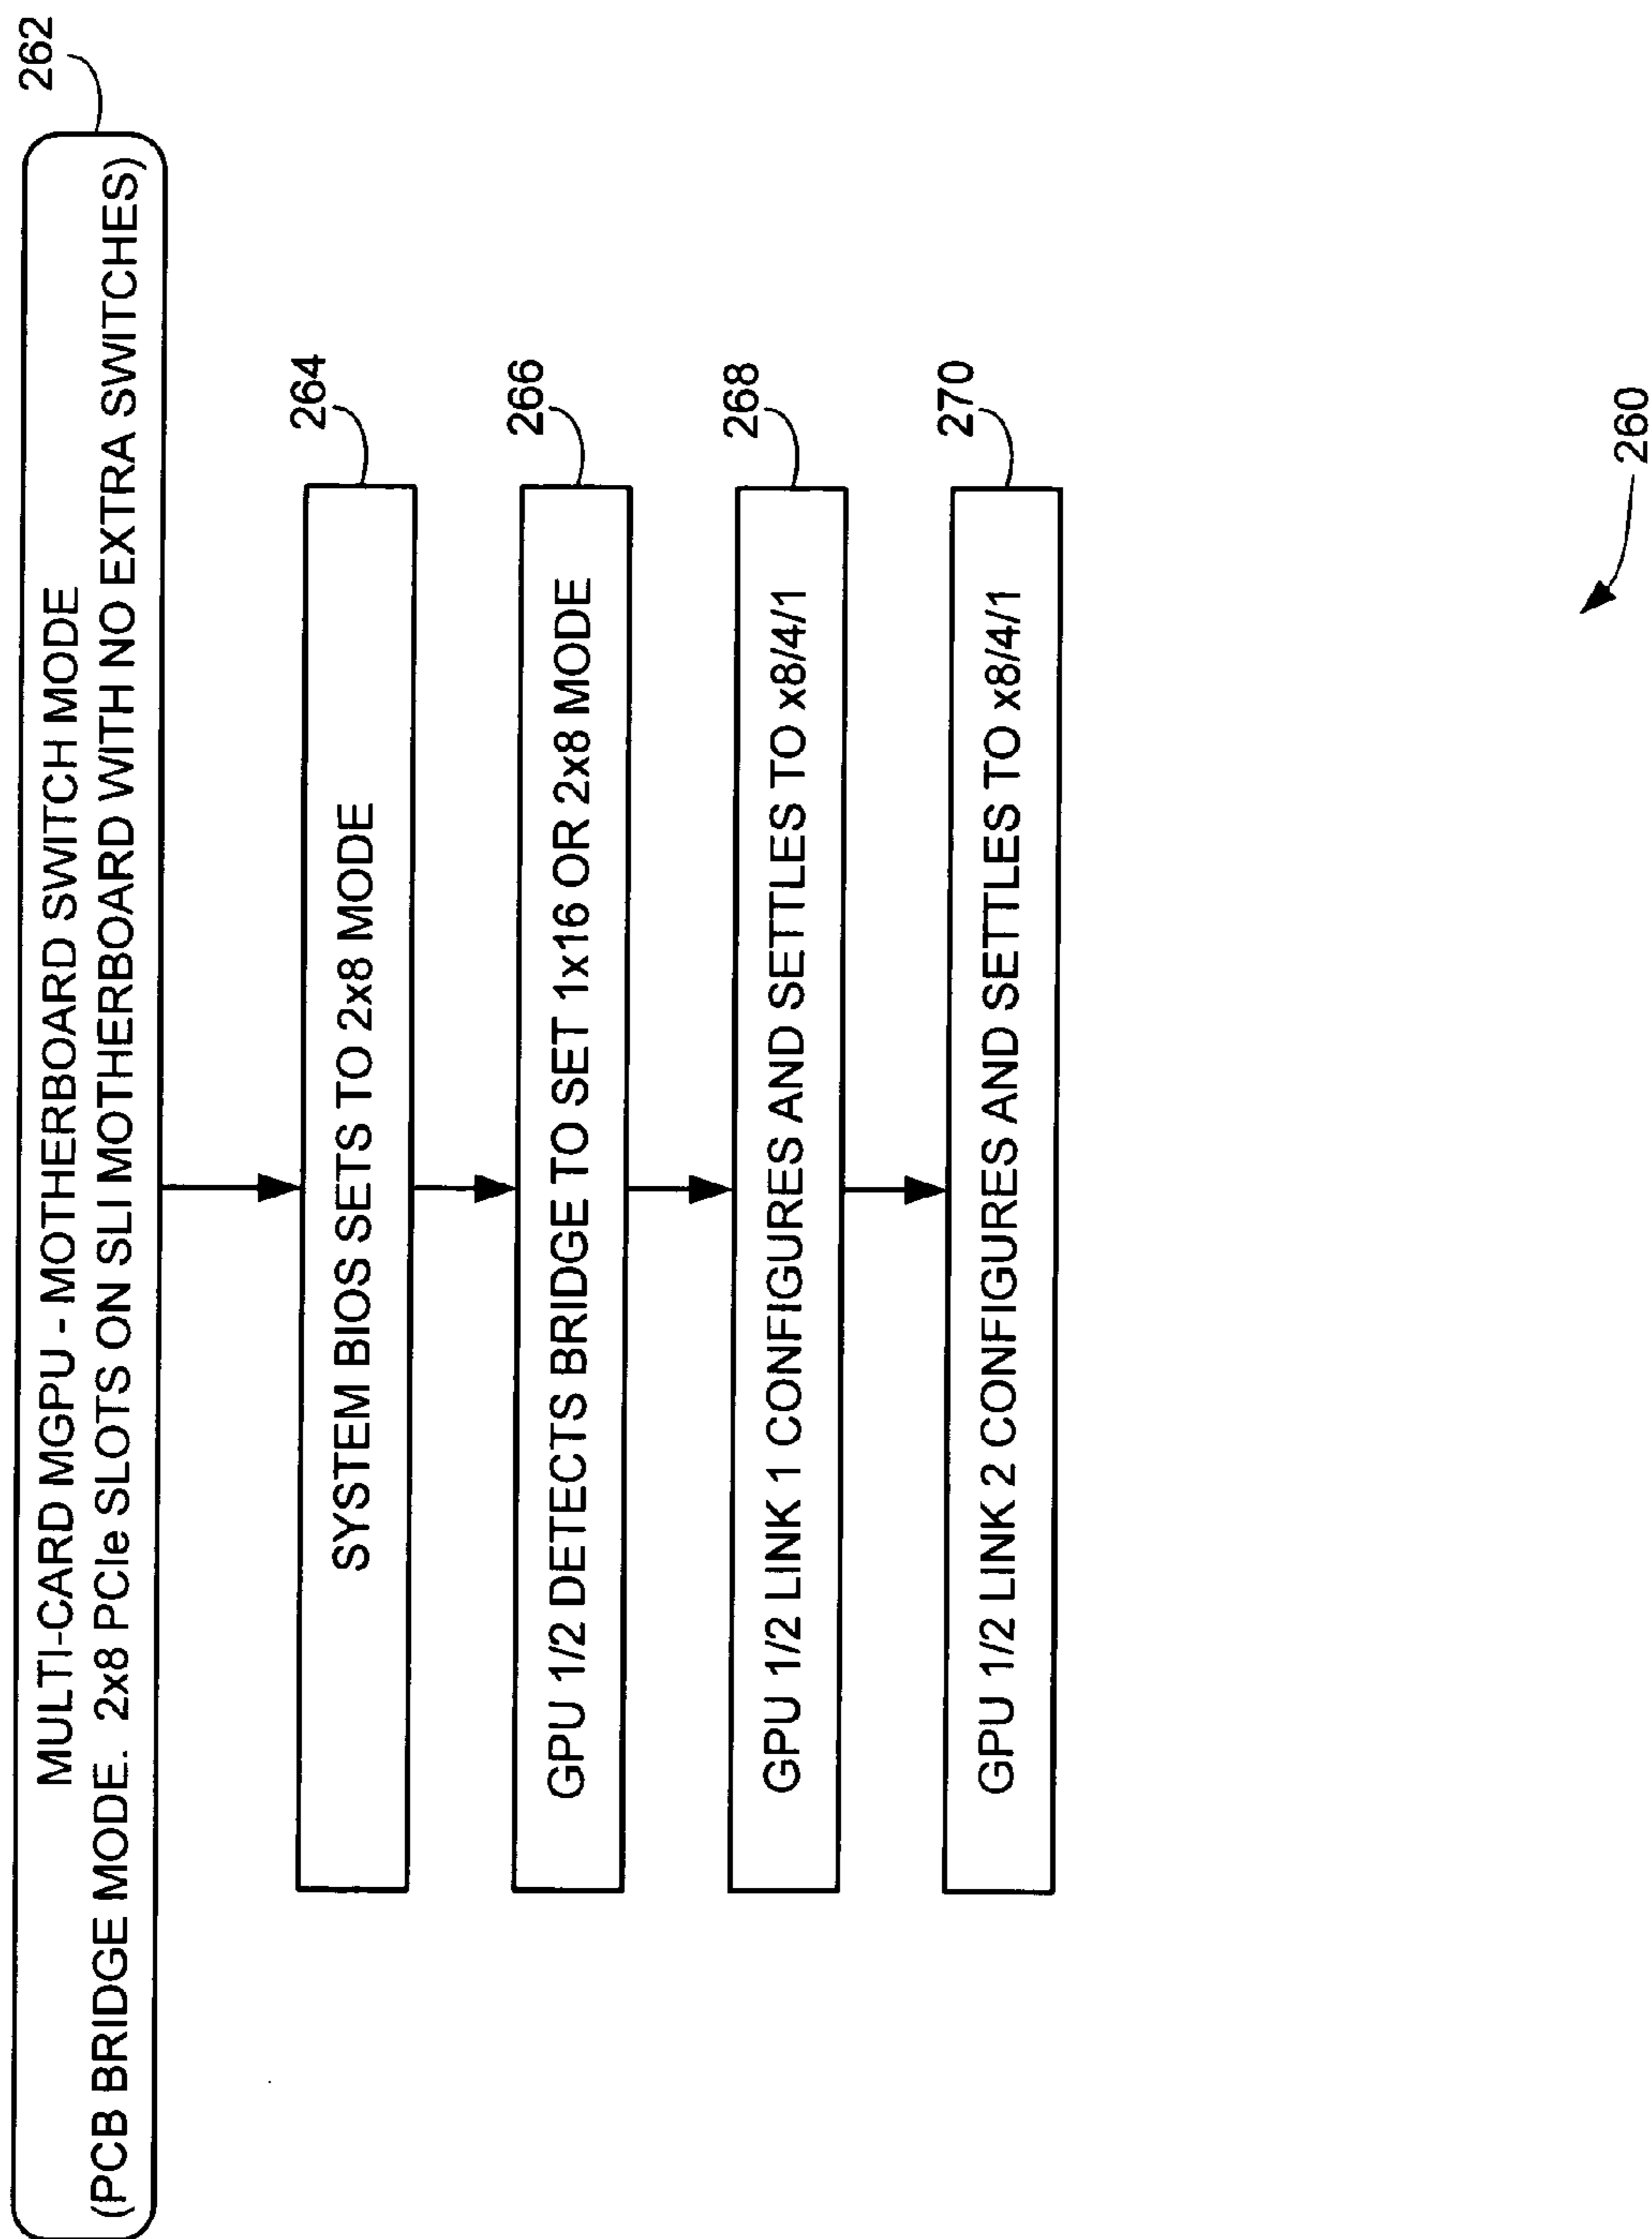 MULTI-CARD MGPU - MOTHERBOARD SWITCH MODE
(PCB BRIDGE MODE. 2x8 PCIe SLOTS ON SLI MOTHERBOARD WITH NO EXTRA SWITCHES)
262
SYSTEM BIOS SETS TO 2x8 MODE
264
GPU 1/2 DETECTS BRIDGE TO SET 1x16 OR 2x8 MODE
266
GPU 1/2 LINK 1 CONFIGURES AND SETTLES TO x8/4/1
268
GPU 1/2 LINK 2 CONFIGURES AND SETTLES TO x8/4/1
270
260